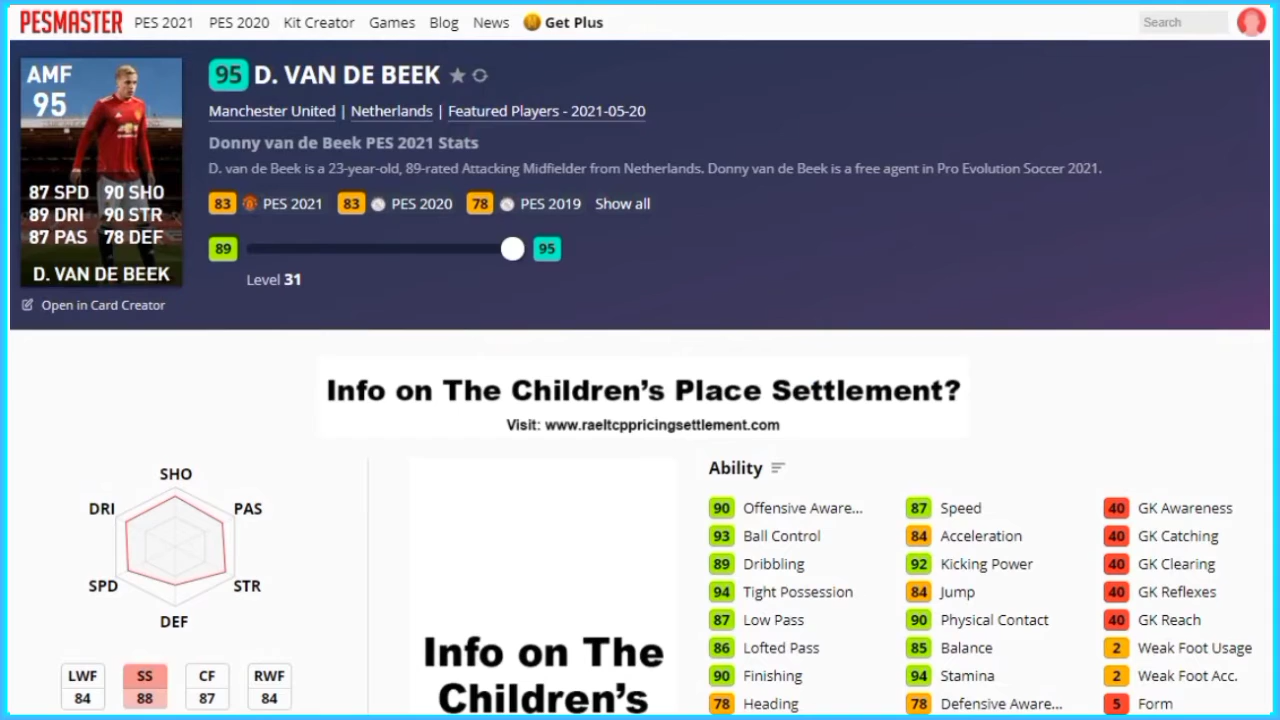 PESMASTER PES 2021 PES 2020 Kit Creator Games Blog News Get Plus Search
AMF
95
87 SPD 90 SHO
89 DRI 90 STR
87 PAS 78 DEF
D. VAN DE BEEK
Open in Card Creator
95 D. VAN DE BEEK
Manchester United | Netherlands | Featured Players - 2021-05-20
Donny van de Beek PES 2021 Stats
D. van de Beek is a 23-year-old, 89-rated Attacking Midfielder from Netherlands. Donny van de Beek is a free agent in Pro Evolution Soccer 2021.
83 PES 2021 83 PES 2020 78 PES 2019 Show all
89 95
Level 31
Info on The Children's Place Settlement?
Visit: www.raeltcppricingsettlement.com
SHO
DRI PAS
SPD STR
DEF
LWF SS CF RWF
84 88 87 84
Info on The
Children's
Ability
90 Offensive Aware... 87 Speed 40 GK Awareness
93 Ball Control 84 Acceleration 40 GK Catching
89 Dribbling 92 Kicking Power 40 GK Clearing
94 Tight Possession 84 Jump 40 GK Reflexes
87 Low Pass 90 Physical Contact 40 GK Reach
86 Lofted Pass 85 Balance 2 Weak Foot Usage
90 Finishing 94 Stamina 2 Weak Foot Acc.
78 Heading 78 Defensive Aware... 5 Form